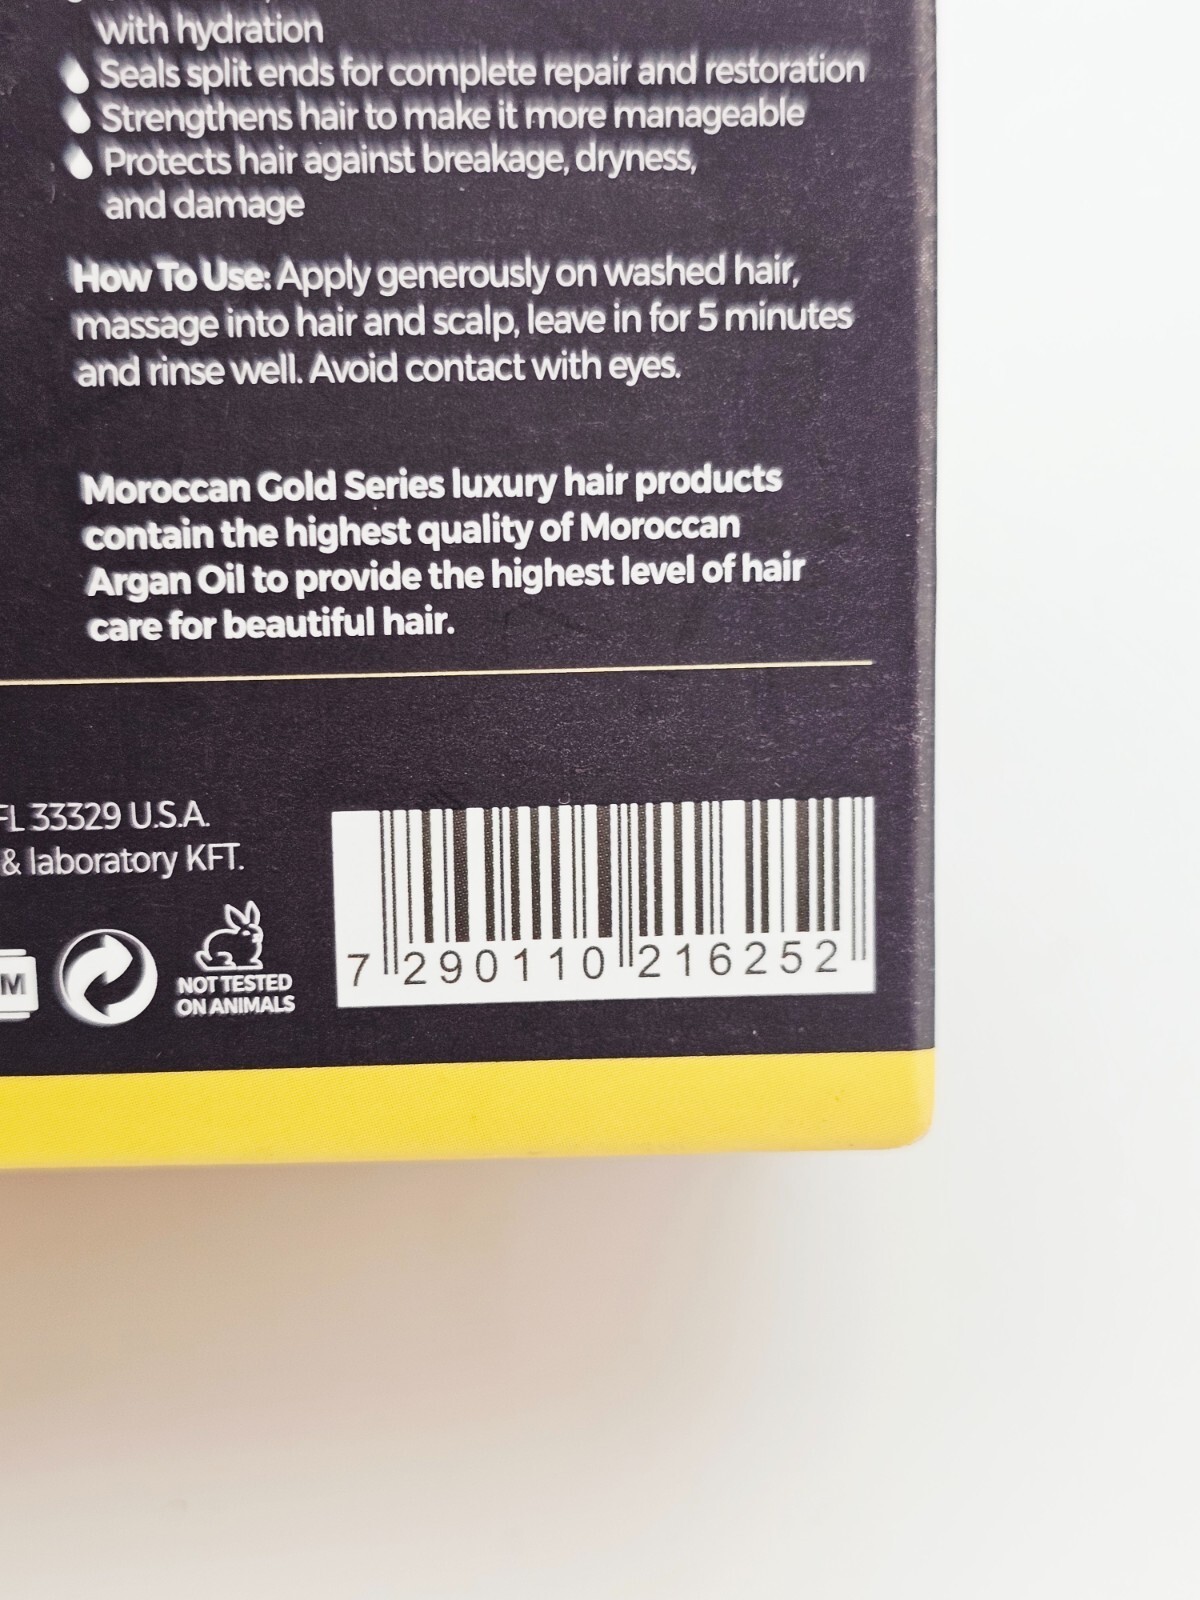 with hydration
Seals split ends for complete repair and restoration
Strengthens hair to make it more manageable
Protects hair against breakage, dryness,
and damage
How To Use: Apply generously on washed hair,
massage into hair and scalp, leave in for 5 minutes
and rinse well. Avoid contact with eyes.
Moroccan Gold Series luxury hair products
contain the highest quality of Moroccan
Argan Oil to provide the highest level of hair
care for beautiful hair.
FL 33329 U.S.A.
& laboratory KFT.
M
NOT TESTED
ON ANIMALS
7 290110 216252